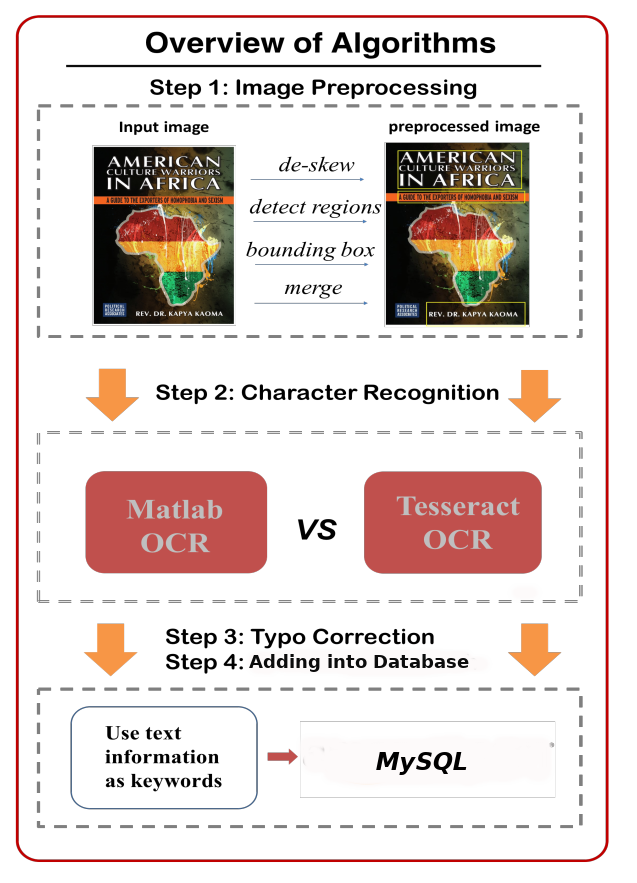 Overview of Algorithms
Step 1: Image Preprocessing
Input image
preprocessed image
AMERICAN
CULTURE WARRIORS
IN AFRICA
A GUIDE TO THE EXPORTERS OF HOMOPHOBIA AND SEXISM
POLITICAL
RESEARCH
ASSOCIATES
REV. DR. KAPYA KAOMA
de-skew
detect regions
bounding box
merge
AMERICAN
CULTURE WARRIORS
IN AFRICA
A GUIDE TO THE EXPORTERS OF HOMOPHOBIA AND SEXISM
POLITICAL
RESEARCH
ASSOCIATES
REV. DR. KAPYA KAOMA
Step 2: Character Recognition
Matlab
OCR
VS
Tesseract
OCR
Step 3: Typo Correction
Step 4: Adding into Database
Use text
information
as keywords
MySQL